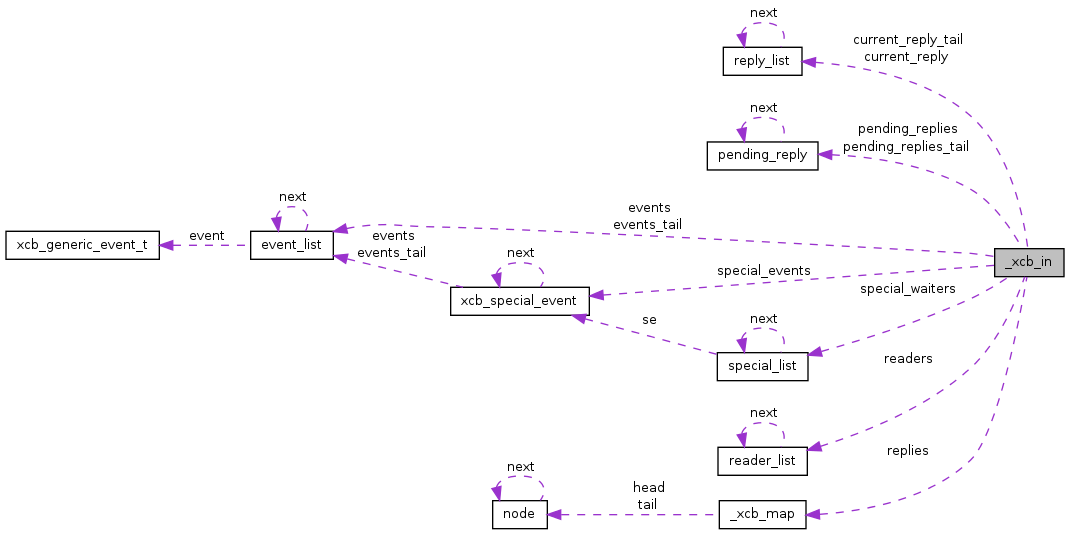 next
current_reply_tail
current_reply
reply_list
next
pending_replies
pending_replies_tail
pending_reply
next
events
events_tail
event
events
events_tail
xcb_generic_event_t
event_list
_xcb_in
next
special_events
special_waiters
xcb_special_event
se
next
special_list
readers
next
reader_list
replies
next
head
tail
node
_xcb_map